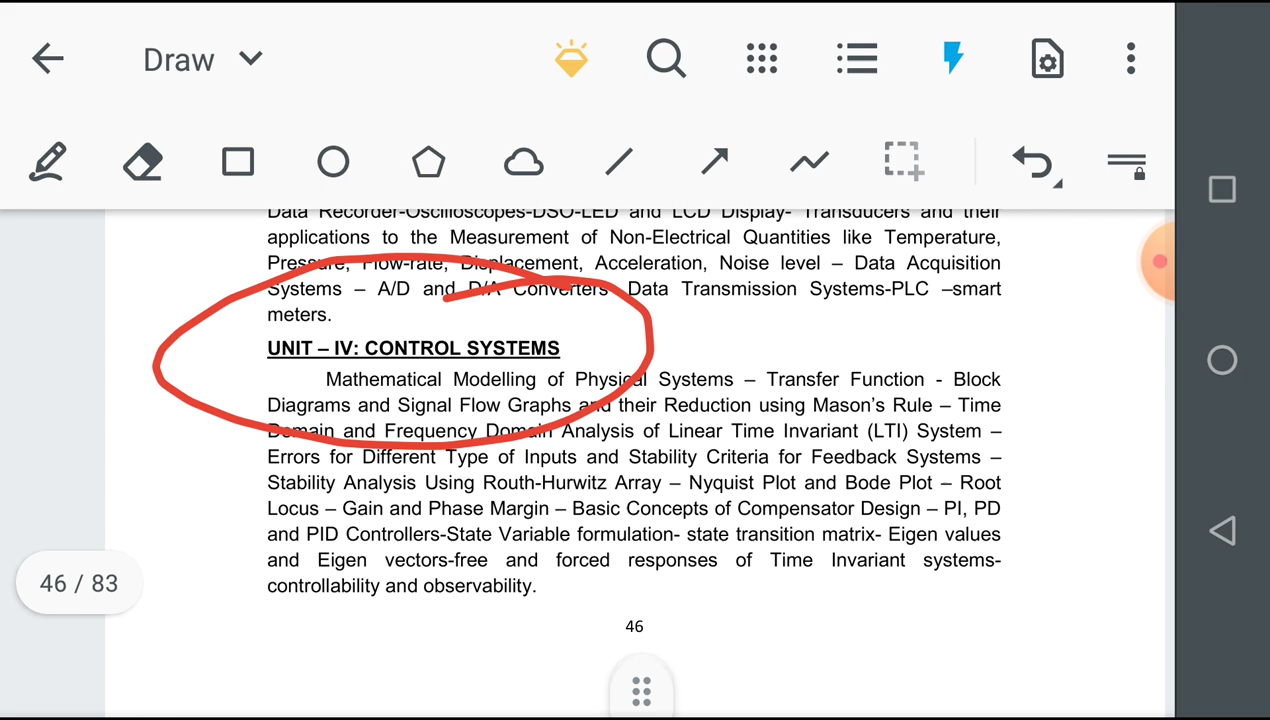 Draw
Data Recorder-Oscilloscopes-DSO-LED and LCD Display- Transducers and their
applications to the Measurement of Non-Electrical Quantities like Temperature,
Pressure, Flow-rate, Displacement, Acceleration, Noise level – Data Acquisition
Systems – A/D and D/A Converters- Data Transmission Systems-PLC –smart
meters.
UNIT – IV: CONTROL SYSTEMS
Mathematical Modelling of Physical Systems – Transfer Function - Block
Diagrams and Signal Flow Graphs and their Reduction using Mason's Rule – Time
Domain and Frequency Domain Analysis of Linear Time Invariant (LTI) System –
Errors for Different Type of Inputs and Stability Criteria for Feedback Systems –
Stability Analysis Using Routh-Hurwitz Array – Nyquist Plot and Bode Plot – Root
Locus – Gain and Phase Margin – Basic Concepts of Compensator Design – PI, PD
and PID Controllers-State Variable formulation- state transition matrix- Eigen values
and Eigen vectors-free and forced responses of Time Invariant systems-
controllability and observability.
46 / 83
46